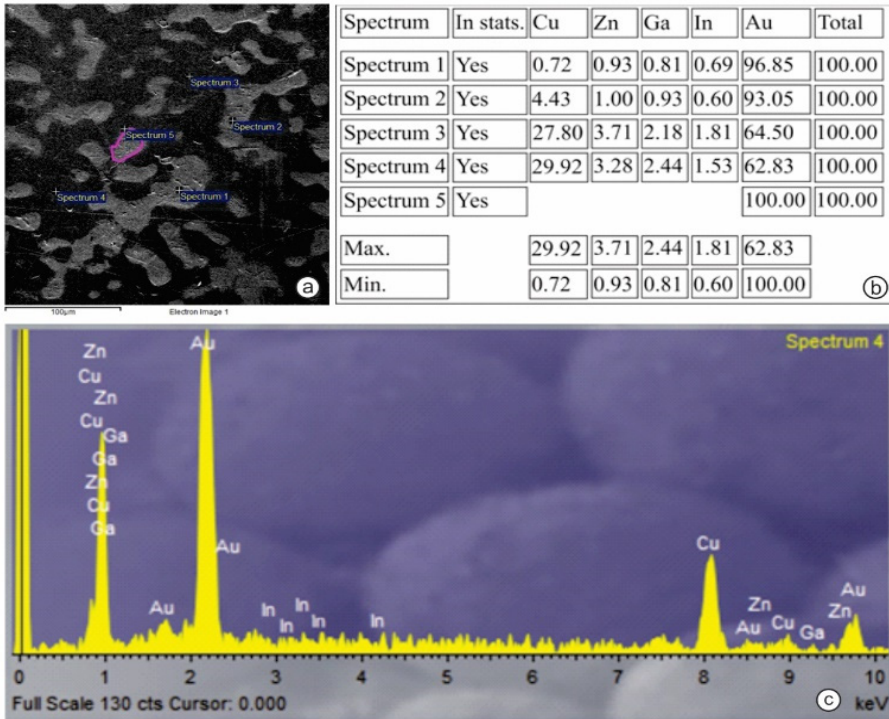 Spectrum 3
Spectrum 2
Spectrum 5
Spectrum 4
Spectrum 1
a
100µm
Electron Image 1
Spectrum In stats. Cu Zn Ga In Au Total
Spectrum 1 Yes 0.72 0.93 0.81 0.69 96.85 100.00
Spectrum 2 Yes 4.43 1.00 0.93 0.60 93.05 100.00
Spectrum 3 Yes 27.80 3.71 2.18 1.81 64.50 100.00
Spectrum 4 Yes 29.92 3.28 2.44 1.53 62.83 100.00
Spectrum 5 Yes 100.00 100.00
Max. 29.92 3.71 2.44 1.81 62.83
Min. 0.72 0.93 0.81 0.60 100.00
b
Spectrum 4
Zn
Cu
Zn
Cu
Ga
Ga
Zn
Cu
Ga
Au
Au
Au
In
In
In
In
In
Cu
Au
Zn
Cu
Ga
Zn
Au
0 1 2 3 4 5 6 7 8 9 10
Full Scale 130 cts Cursor: 0.000
c
keV